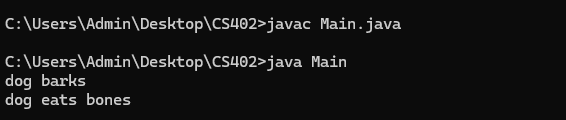 C:\Users\Admin\Desktop\CS402>javac Main.java
C:\Users\Admin\Desktop\CS402>java Main
dog barks
dog eats bones